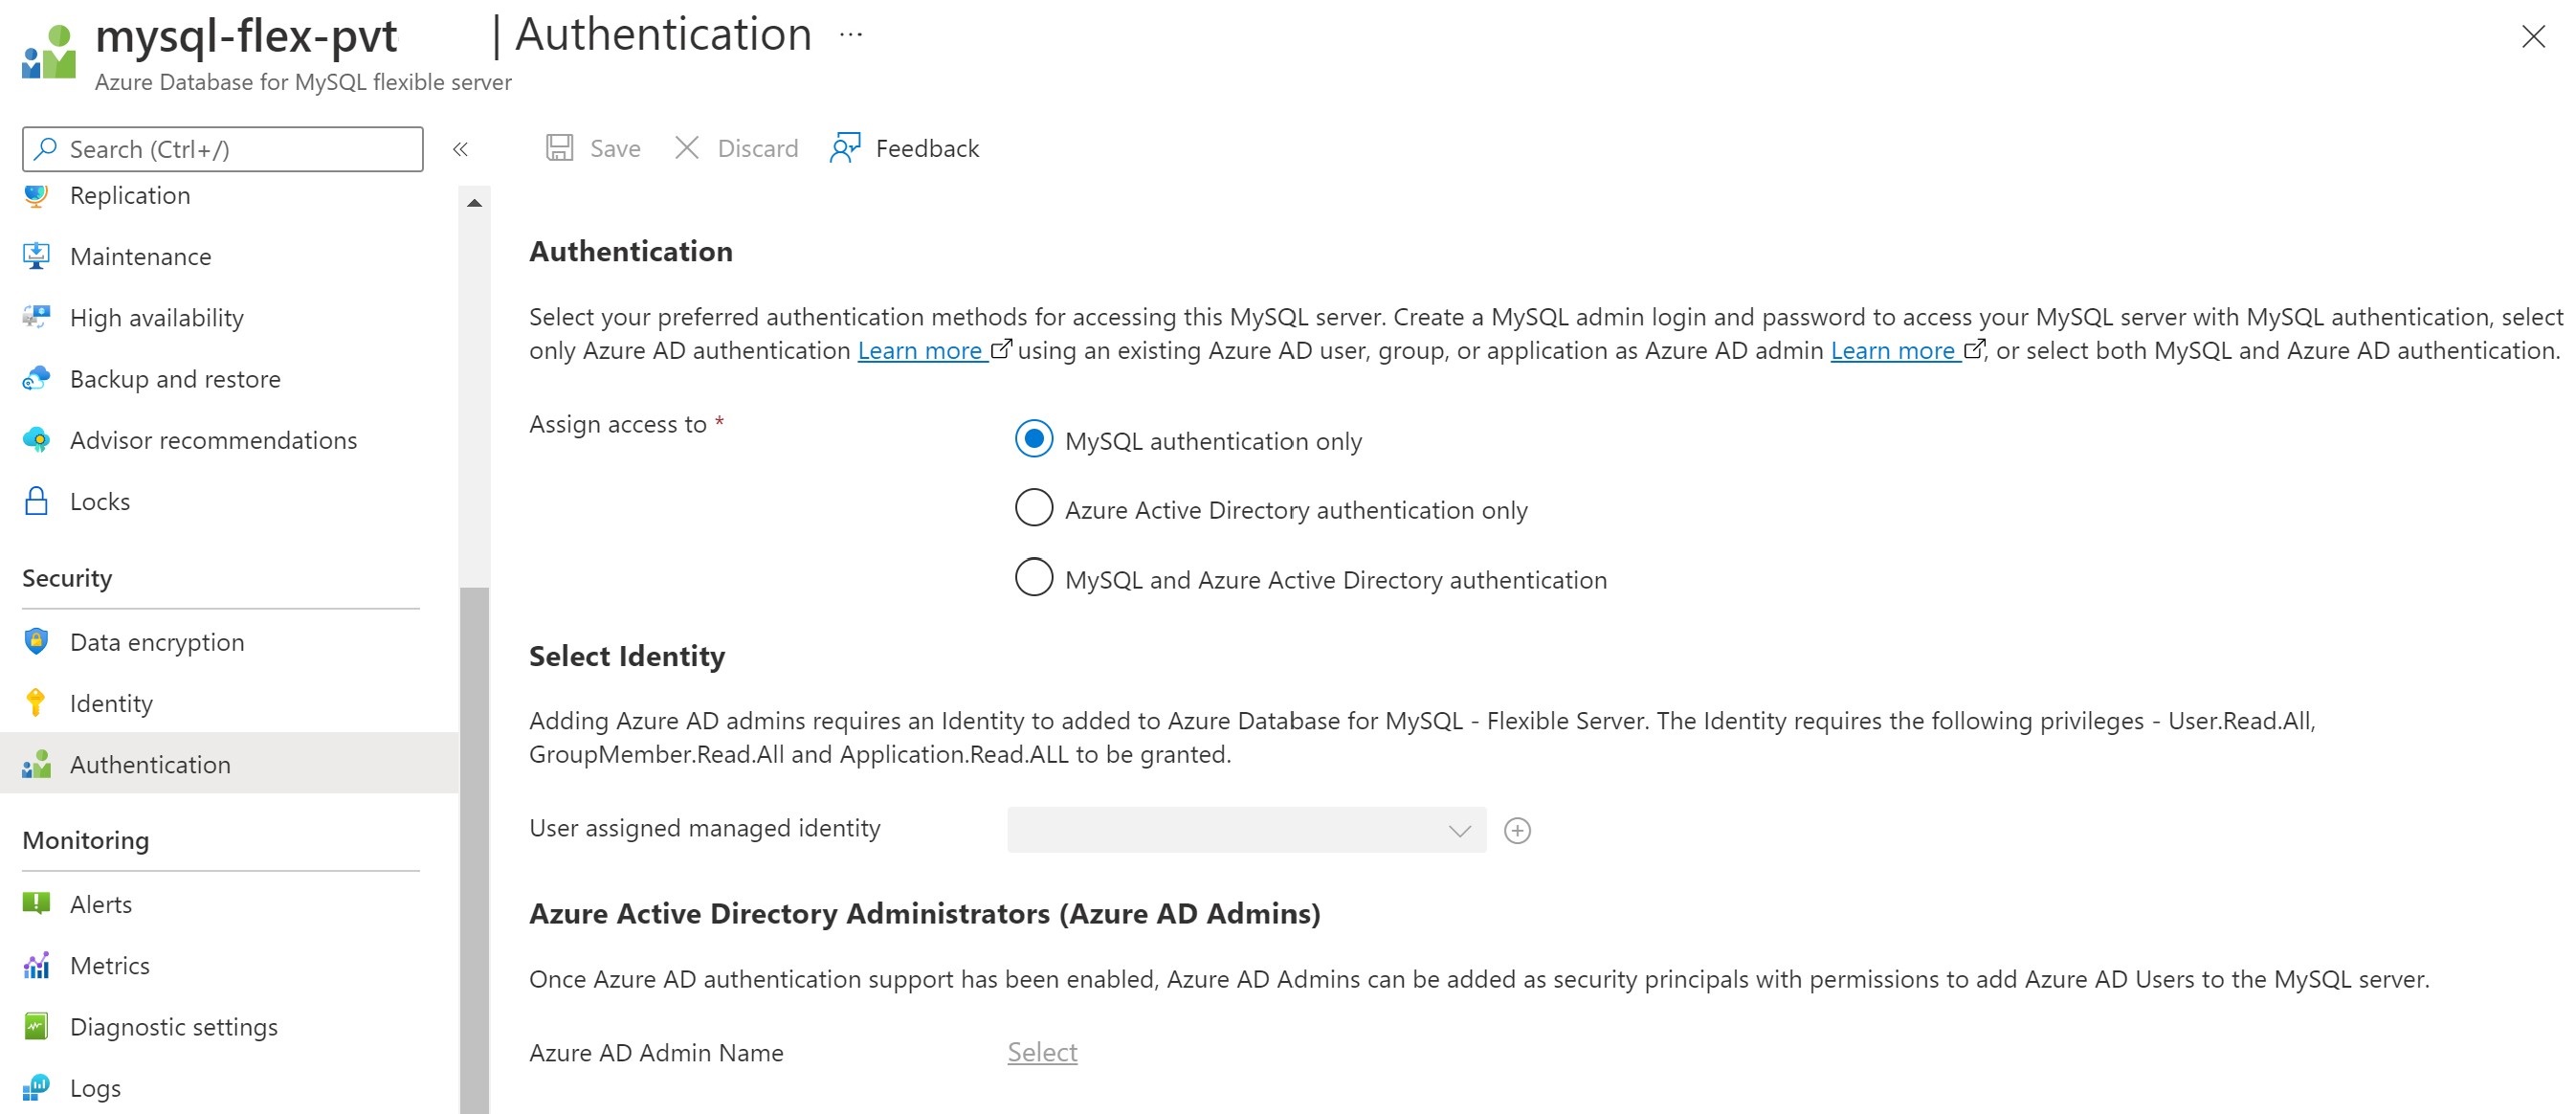 mysql-flex-pvt | Authentication ...
Azure Database for MySQL flexible server
Search (Ctrl+/)
«
Save
Discard
Feedback
Replication
Maintenance
High availability
Backup and restore
Advisor recommendations
Locks
Security
Data encryption
Identity
Authentication
Monitoring
Alerts
Metrics
Diagnostic settings
Logs
Authentication
Select your preferred authentication methods for accessing this MySQL server. Create a MySQL admin login and password to access your MySQL server with MySQL authentication, select
only Azure AD authentication Learn more using an existing Azure AD user, group, or application as Azure AD admin Learn more , or select both MySQL and Azure AD authentication.
Assign access to *
MySQL authentication only
Azure Active Directory authentication only
MySQL and Azure Active Directory authentication
Select Identity
Adding Azure AD admins requires an Identity to added to Azure Database for MySQL - Flexible Server. The Identity requires the following privileges - User.Read.All,
GroupMember.Read.All and Application.Read.ALL to be granted.
User assigned managed identity
Azure Active Directory Administrators (Azure AD Admins)
Once Azure AD authentication support has been enabled, Azure AD Admins can be added as security principals with permissions to add Azure AD Users to the MySQL server.
Azure AD Admin Name
Select